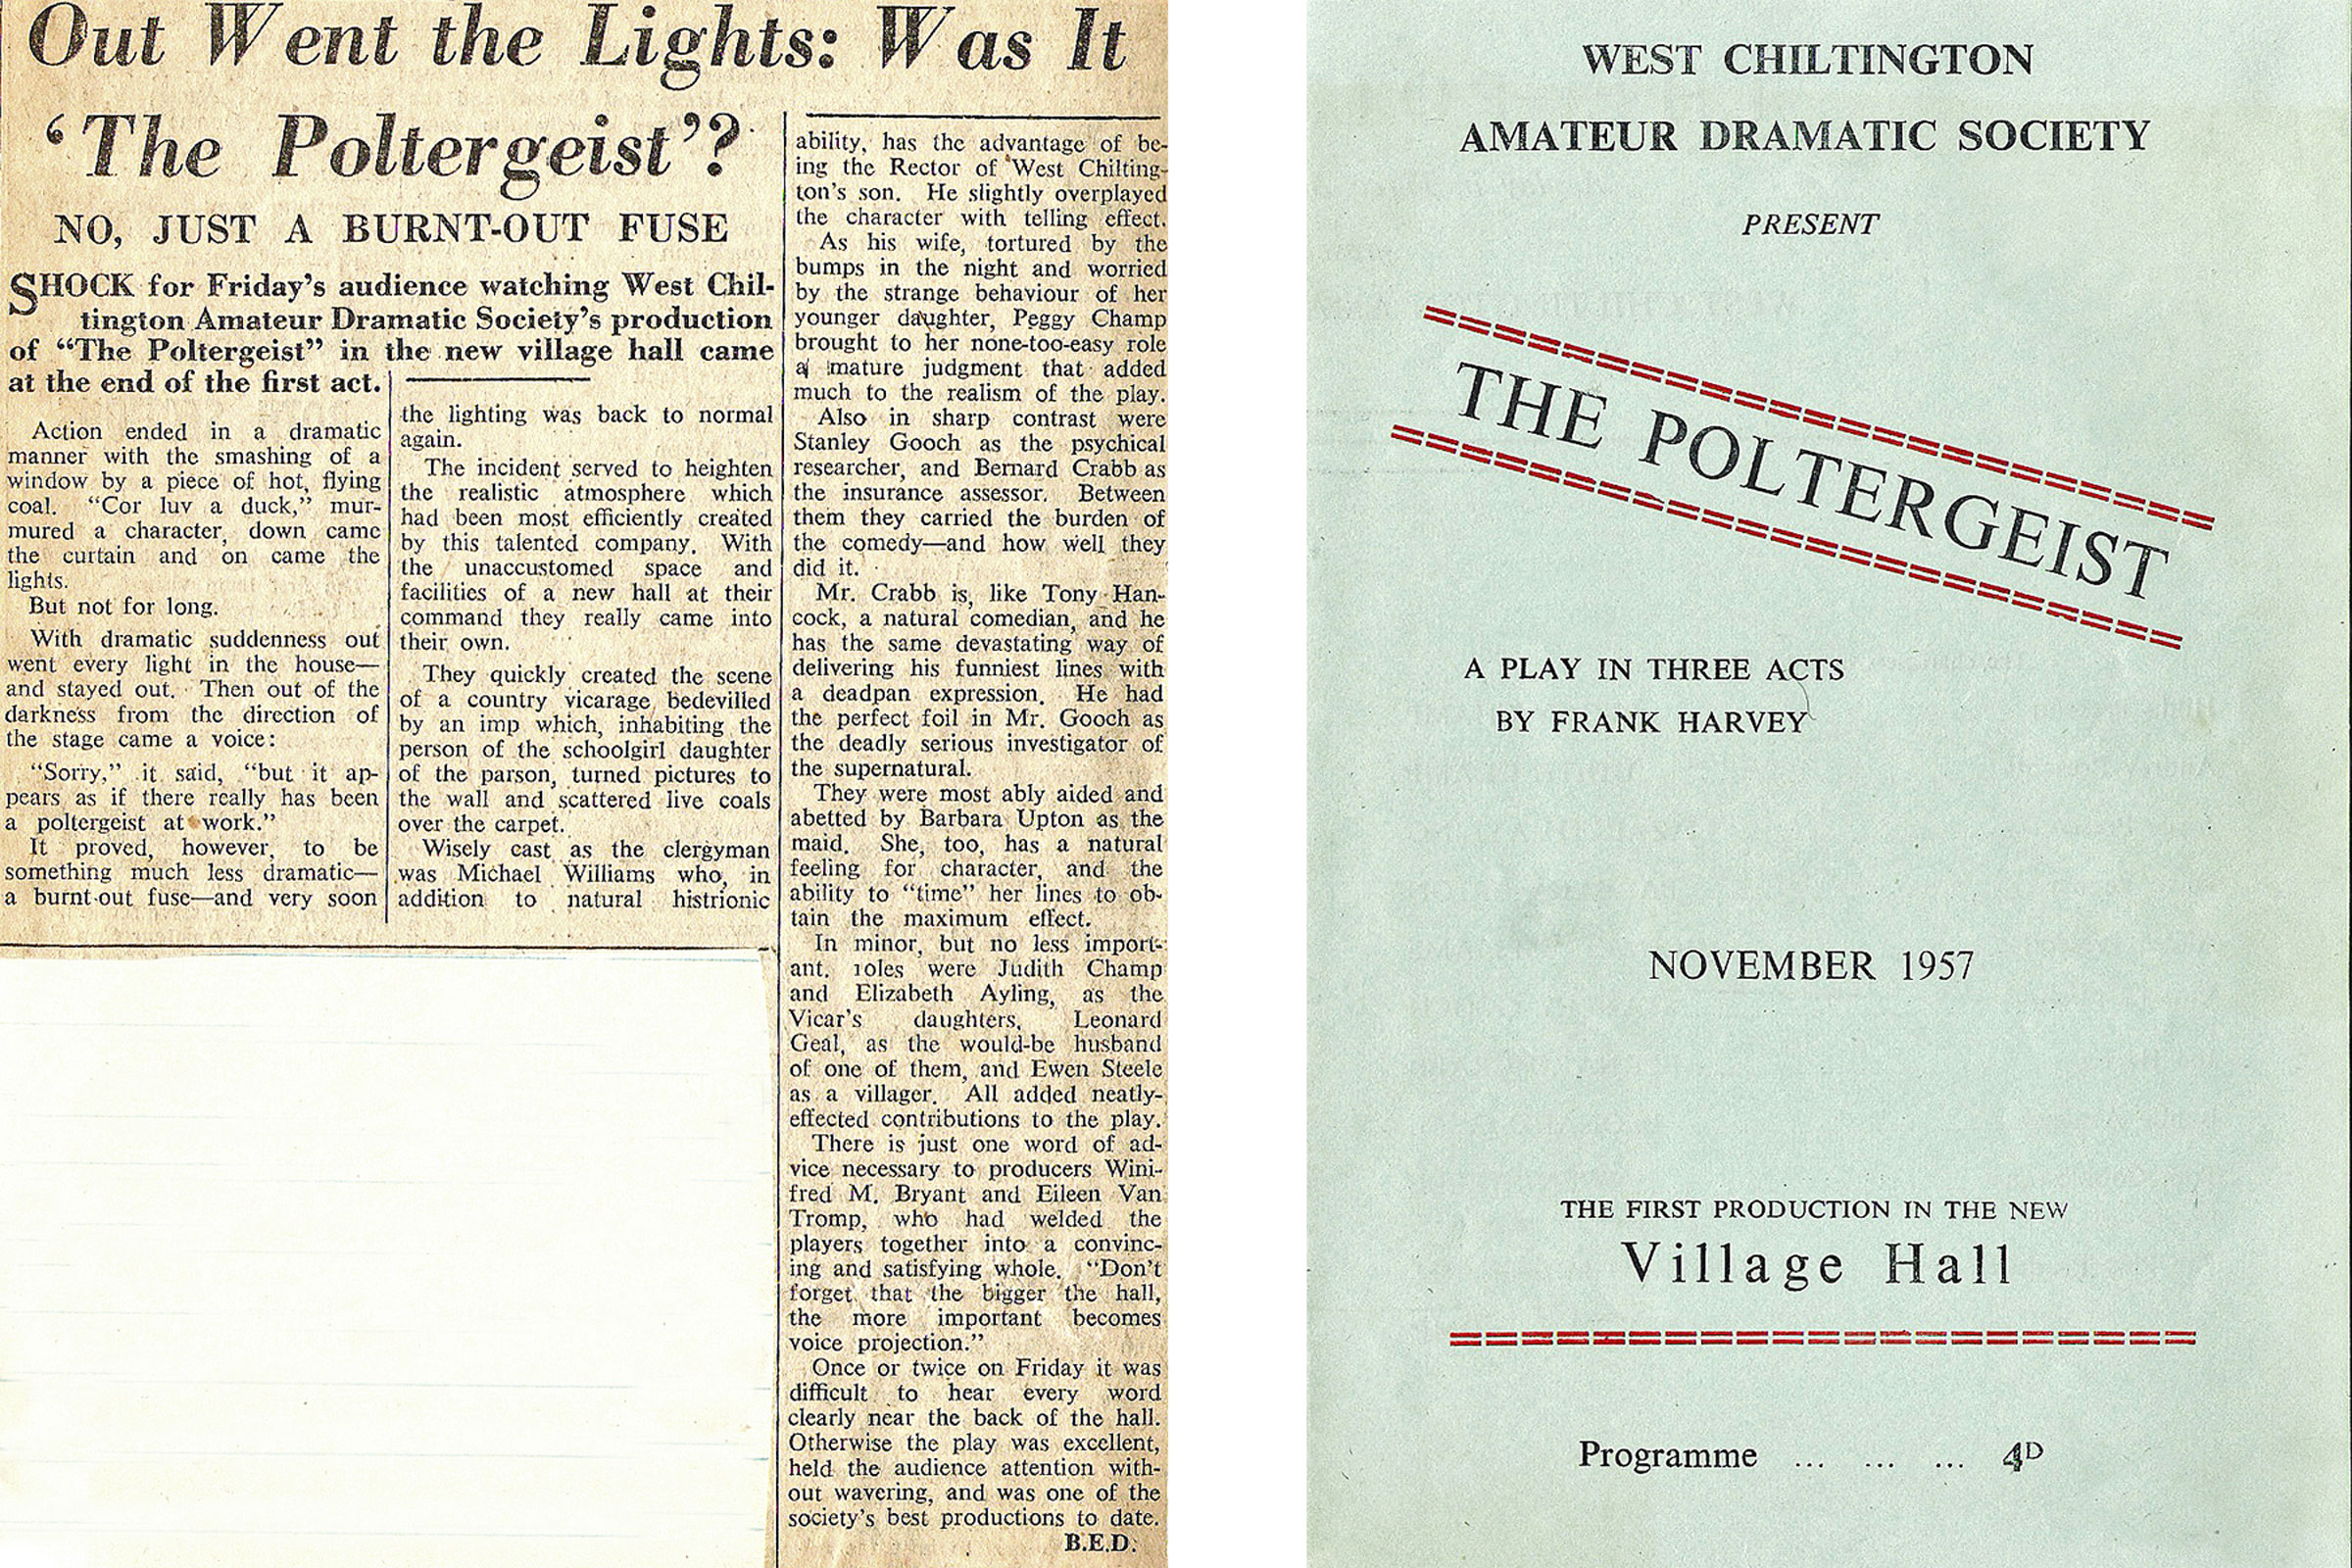 Out Went the Lights: Was It
‘The Poltergeist’?
NO, JUST A BURNT-OUT FUSE
SHOCK for Friday’s audience watching West Chil-
tington Amateur Dramatic Society’s production
of “The Poltergeist” in the new village hall came
at the end of the first act.
Action ended in a dramatic
manner with the smashing of a
window by a piece of hot, flying
coal. “Cor luv a duck,” mur-
mured a character, down came
the curtain and on came the
lights.
But not for long.
With dramatic suddenness out
went every light in the house—
and stayed out. Then out of the
darkness from the direction of
the stage came a voice:
“Sorry,” it said, “but it ap-
pears as if there really has been
a poltergeist at work.”
It proved, however, to be
something much less dramatic—
a burnt-out fuse—and very soon
the lighting was back to normal
again.
The incident served to heighten
the realistic atmosphere which
had been most efficiently created
by this talented company. With
the unaccustomed space and
facilities of a new hall at their
command they really came into
their own.
They quickly created the scene
of a country vicarage bedevilled
by an imp which, inhabiting the
person of the schoolgirl daughter
of the parson, turned pictures to
the wall and scattered live coals
over the carpet.
Wisely cast as the clergyman
was Michael Williams who, in
addition to natural histrionic
ability, has the advantage of be-
ing the Rector of West Chilting-
ton’s son. He slightly overplayed
the character with telling effect.
As his wife, tortured by the
bumps in the night and worried
by the strange behaviour of her
younger daughter, Peggy Champ
brought to her none-too-easy role
a mature judgment that added
much to the realism of the play.
Also in sharp contrast were
Stanley Gooch as the psychical
researcher, and Bernard Crabb as
the insurance assessor. Between
them they carried the burden of
the comedy—and how well they
did it.
Mr. Crabb is, like Tony Han-
cock, a natural comedian, and he
has the same devastating way of
delivering his funniest lines with
a deadpan expression. He had
the perfect foil in Mr. Gooch as
the deadly serious investigator of
the supernatural.
They were most ably aided and
abetted by Barbara Upton as the
maid. She, too, has a natural
feeling for character, and the
ability to “time” her lines to ob-
tain the maximum effect.
In minor, but no less import-
ant, roles were Judith Champ
and Elizabeth Ayling, as the
Vicar’s daughters, Leonard
Geal, as the would-be husband
of one of them, and Ewen Steele
as a villager. All added neatly-
effected contributions to the play.
There is just one word of ad-
vice necessary to producers Wini-
fred M. Bryant and Eileen Van
Tromp, who had welded the
players together into a convinc-
ing and satisfying whole. “Don’t
forget that the bigger the hall,
the more important becomes
voice projection.”
Once or twice on Friday it was
difficult to hear every word
clearly near the back of the hall.
Otherwise the play was excellent,
held the audience attention with-
out wavering, and was one of the
society’s best productions to date.
B.E.D.
WEST CHILTINGTON
AMATEUR DRAMATIC SOCIETY
PRESENT
THE POLTERGEIST
A PLAY IN THREE ACTS
BY FRANK HARVEY
NOVEMBER 1957
THE FIRST PRODUCTION IN THE NEW
Village Hall
Programme ... ... ... 4D